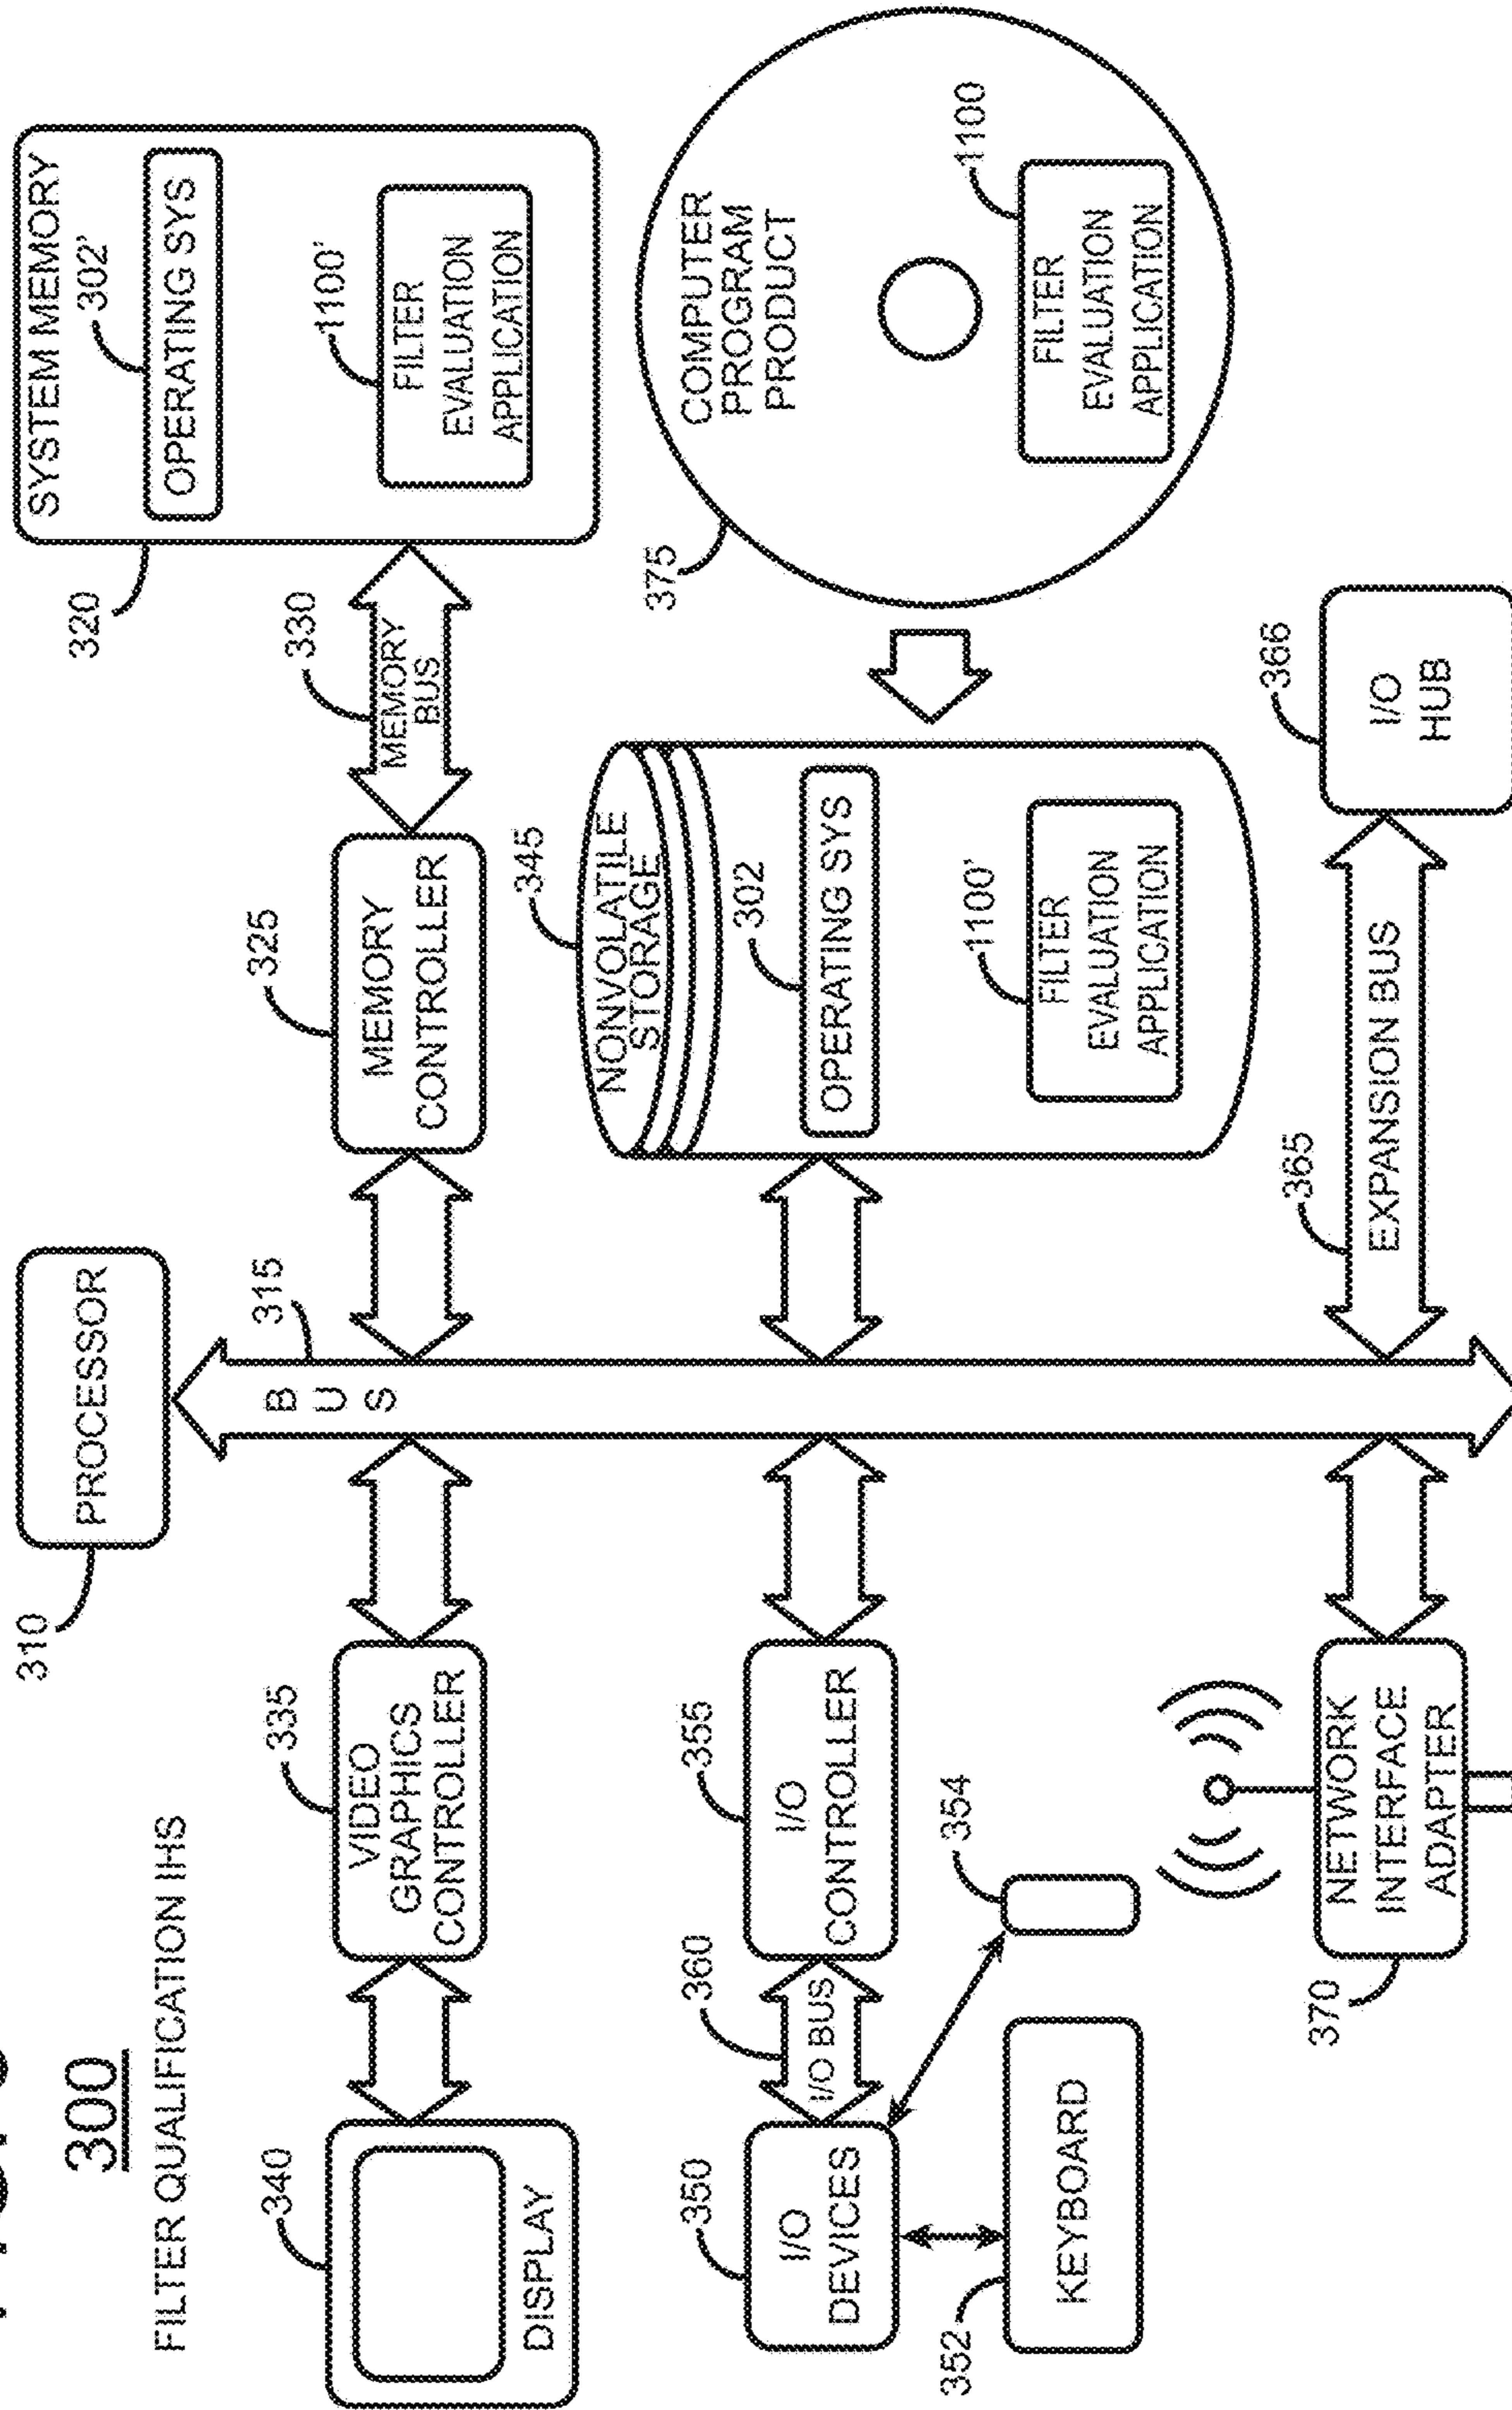 300
FILTER QUALIFICATION IHS
310
PROCESSOR
SYSTEM MEMORY
302'
OPERATING SYS
1100'
FILTER
EVALUATION
APPLICATION
320
340
DISPLAY
335
VIDEO
GRAPHICS
CONTROLLER
B
U
S
315
325
MEMORY
CONTROLLER
330
MEMORY
BUS
350
I/O
DEVICES
360
I/O BUS
355
I/O
CONTROLLER
345
NONVOLATILE
STORAGE
302
OPERATING SYS
1100'
FILTER
EVALUATION
APPLICATION
375
COMPUTER
PROGRAM
PRODUCT
1100
FILTER
EVALUATION
APPLICATION
352
KEYBOARD
354
370
NETWORK
INTERFACE
ADAPTER
365
EXPANSION BUS
366
I/O
HUB